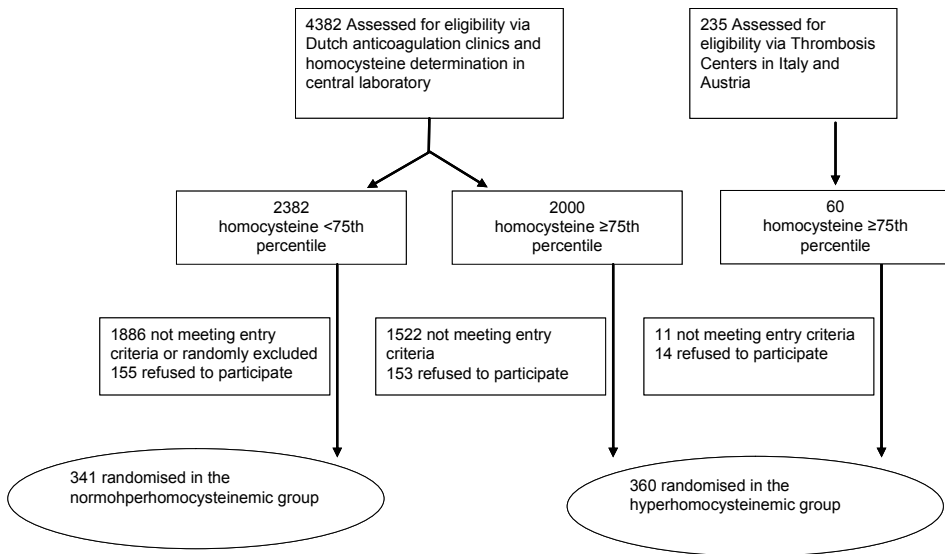 4382 Assessed for eligibility via
Dutch anticoagulation clinics and
homocysteine determination in
central laboratory
235 Assessed for
eligibility via Thrombosis
Centers in Italy and
Austria
2382
homocysteine <75th
percentile
2000
homocysteine ≥75th
percentile
60
homocysteine ≥75th
percentile
1886 not meeting entry
criteria or randomly excluded
155 refused to participate
1522 not meeting entry
criteria
153 refused to participate
11 not meeting entry criteria
14 refused to participate
341 randomised in the
normohperhomocysteinemic group
360 randomised in the
hyperhomocysteinemic group